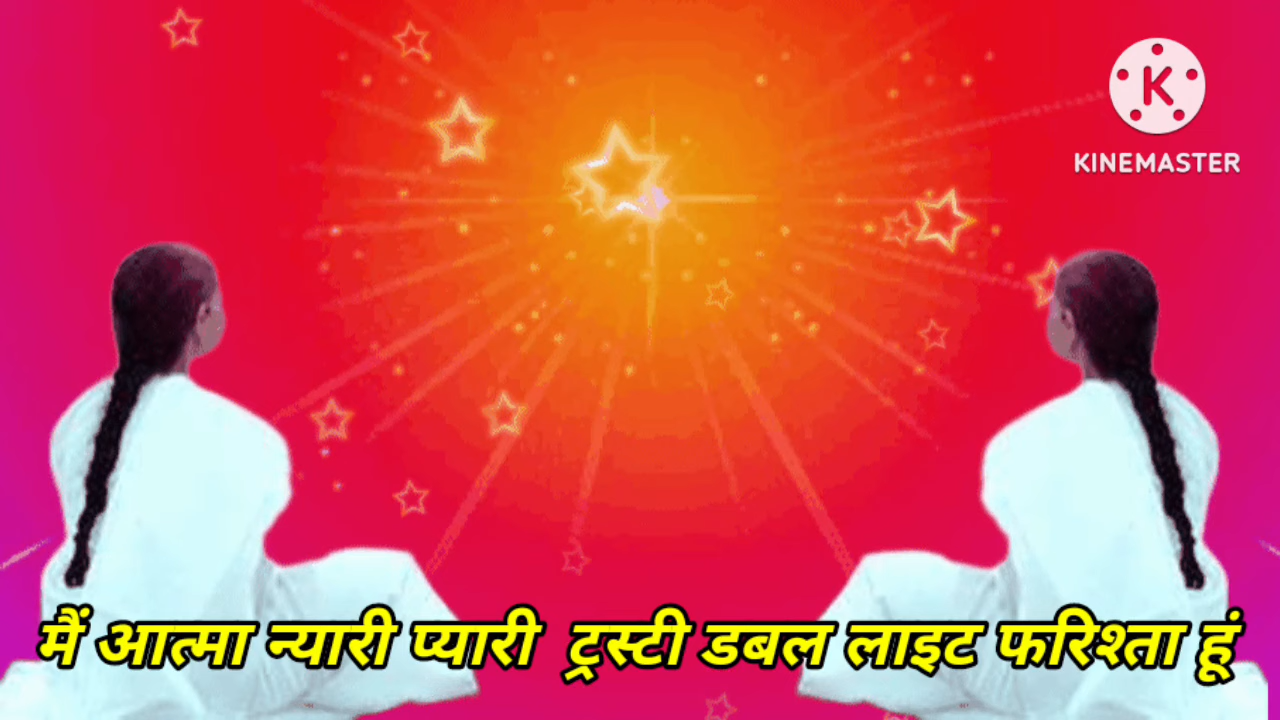 KINEMASTER
मैं आत्मा न्यारी प्यारी ट्रस्टी डबल लाइट फरिश्ता हूं